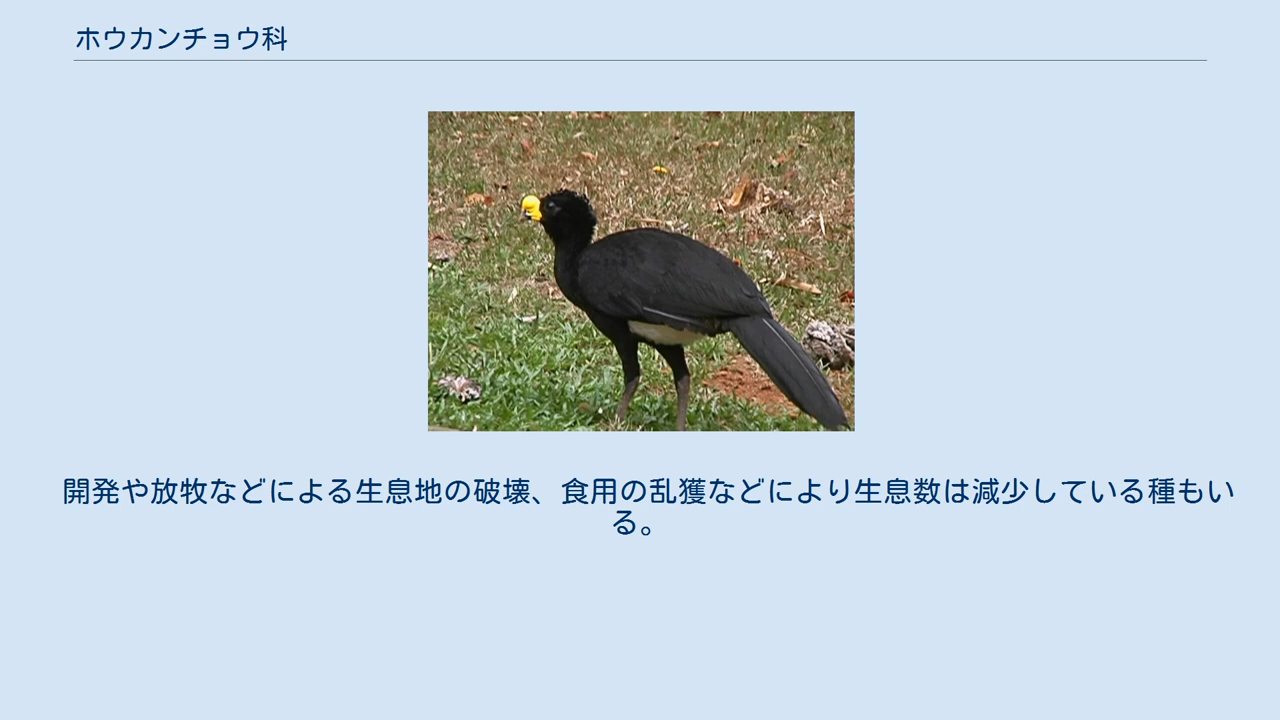 ホウカンチョウ科
開発や放牧などによる生息地の破壊、食用の乱獲などにより生息数は減少している種もい
る。